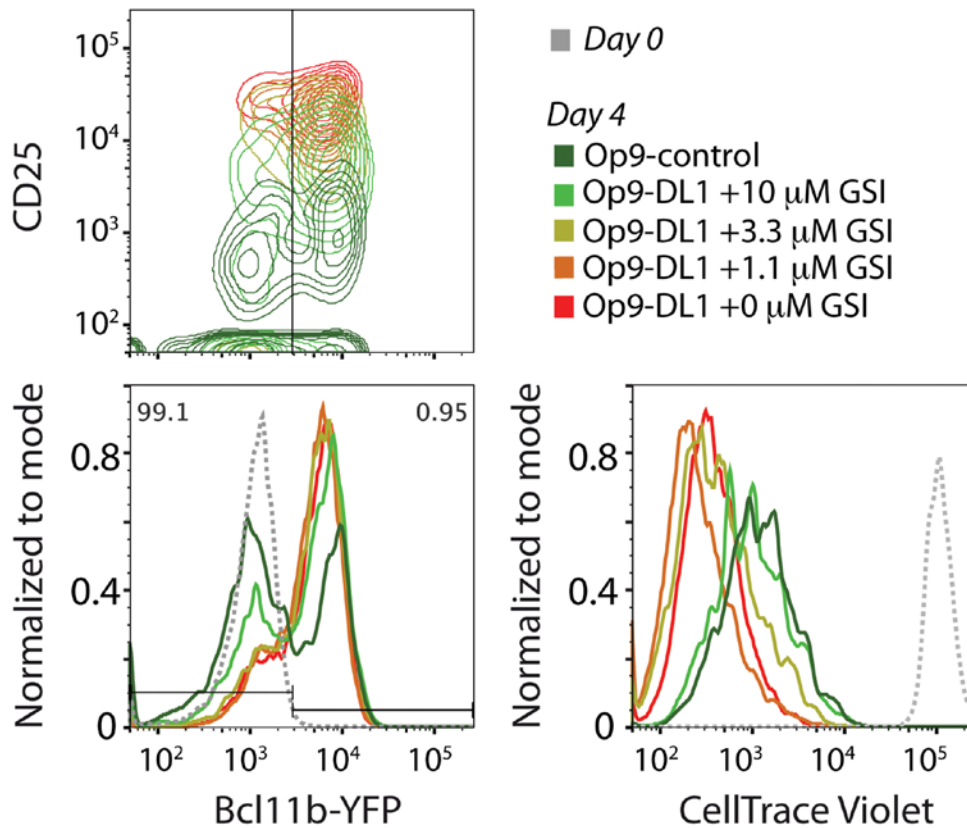 10⁵
10⁴
10³
10²
CD25
Day 0
Day 4
Op9-control
Op9-DL1 +10 μM GSI
Op9-DL1 +3.3 μM GSI
Op9-DL1 +1.1 μM GSI
Op9-DL1 +0 μM GSI
99.1
0.95
0.8
0.4
0
Normalized to mode
10² 10³ 10⁴ 10⁵
Bcl11b-YFP
0.8
0.4
0
Normalized to mode
10² 10³ 10⁴ 10⁵
CellTrace Violet